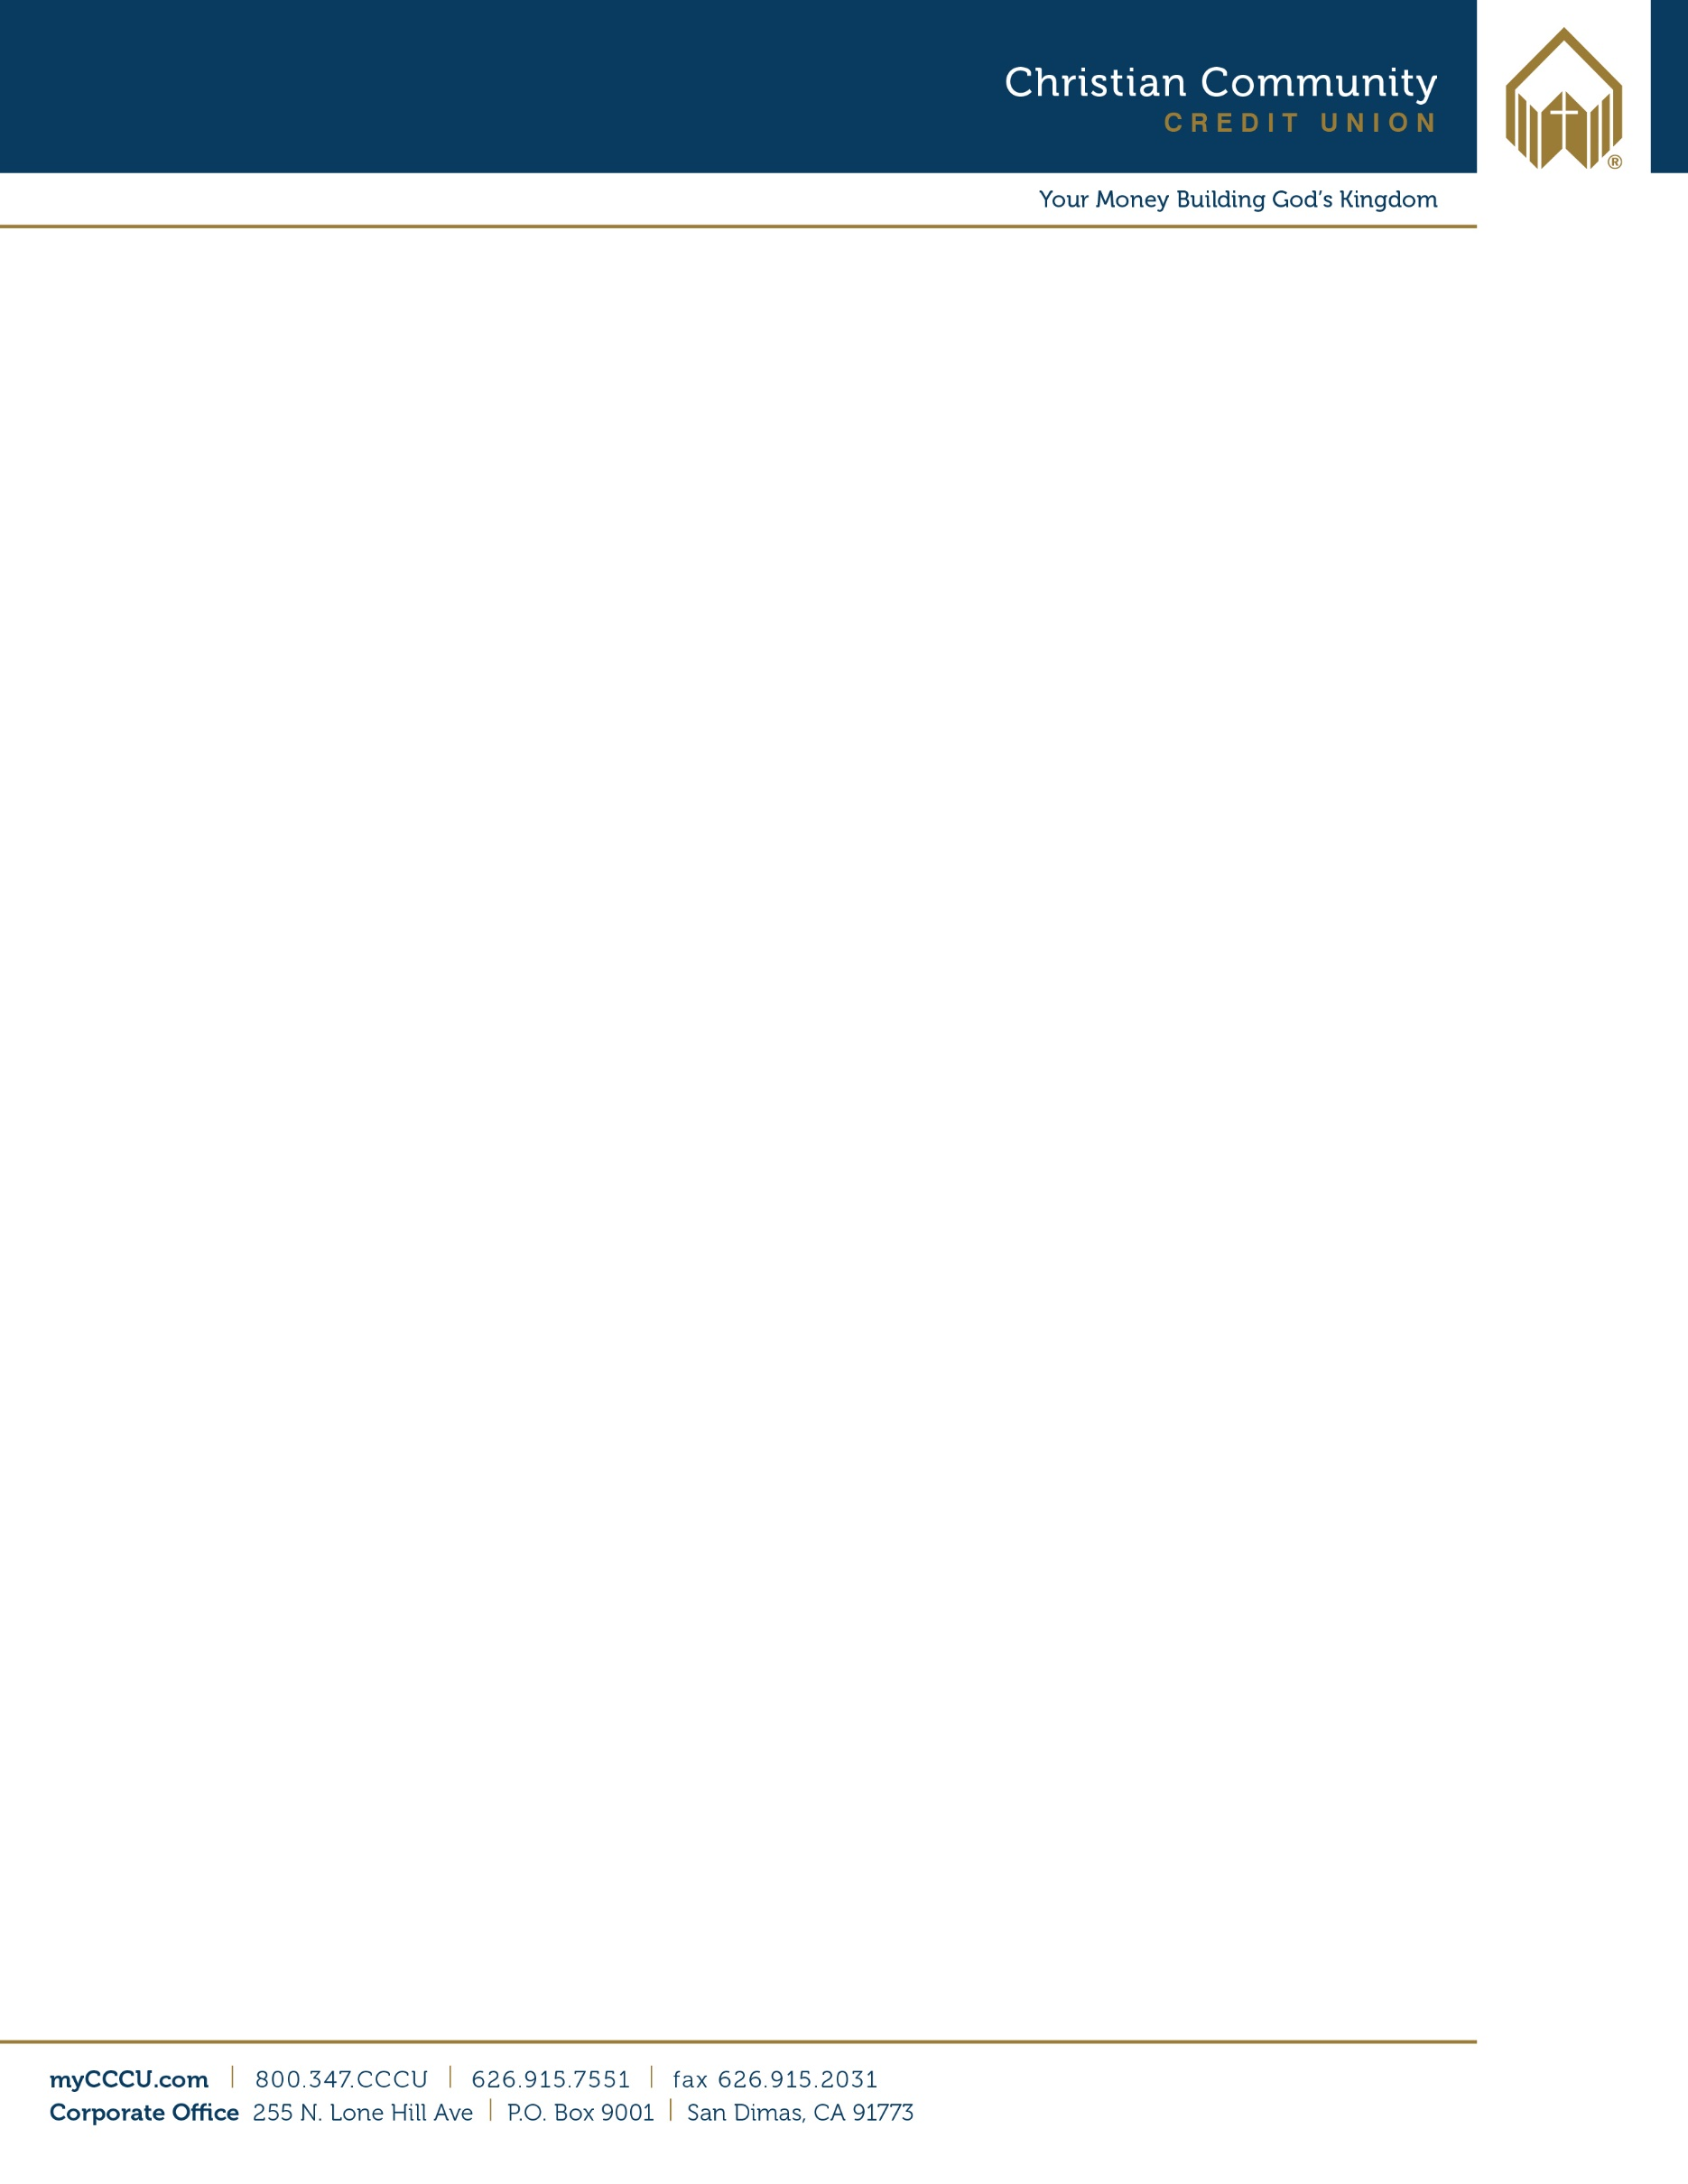 Christian Community
CREDIT UNION
®
Your Money Building God's Kingdom
myCCCU.com | 800.347.CCCU | 626.915.7551 | fax 626.915.2031
Corporate Office 255 N. Lone Hill Ave | P.O. Box 9001 | San Dimas, CA 91773